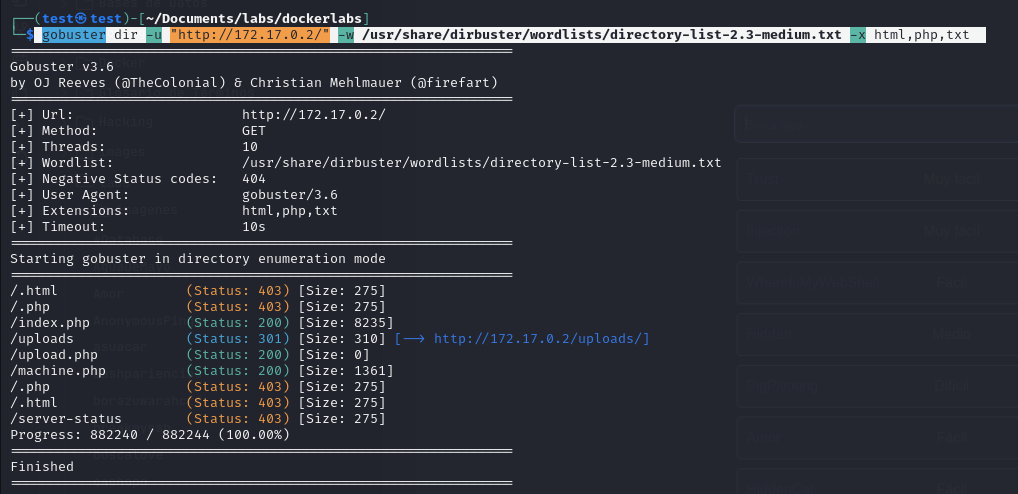 ┌──(test㉿test)-[~/Documents/labs/dockerlabs]
└─$ gobuster dir -u "http://172.17.0.2/" -w /usr/share/dirbuster/wordlists/directory-list-2.3-medium.txt -x html,php,txt
===============================================================
Gobuster v3.6
by OJ Reeves (@TheColonial) & Christian Mehlmauer (@firefart)
===============================================================
[+] Url:                     http://172.17.0.2/
[+] Method:                  GET
[+] Threads:                 10
[+] Wordlist:                /usr/share/dirbuster/wordlists/directory-list-2.3-medium.txt
[+] Negative Status codes:   404
[+] User Agent:              gobuster/3.6
[+] Extensions:              html,php,txt
[+] Timeout:                 10s
===============================================================
Starting gobuster in directory enumeration mode
===============================================================
/.html                (Status: 403) [Size: 275]
/.php                 (Status: 403) [Size: 275]
/index.php            (Status: 200) [Size: 8235]
/uploads              (Status: 301) [Size: 310] [--> http://172.17.0.2/uploads/]
/upload.php           (Status: 200) [Size: 0]
/machine.php          (Status: 200) [Size: 1361]
/.php                 (Status: 403) [Size: 275]
/.html                (Status: 403) [Size: 275]
/server-status        (Status: 403) [Size: 275]
Progress: 882240 / 882244 (100.00%)
===============================================================
Finished
===============================================================